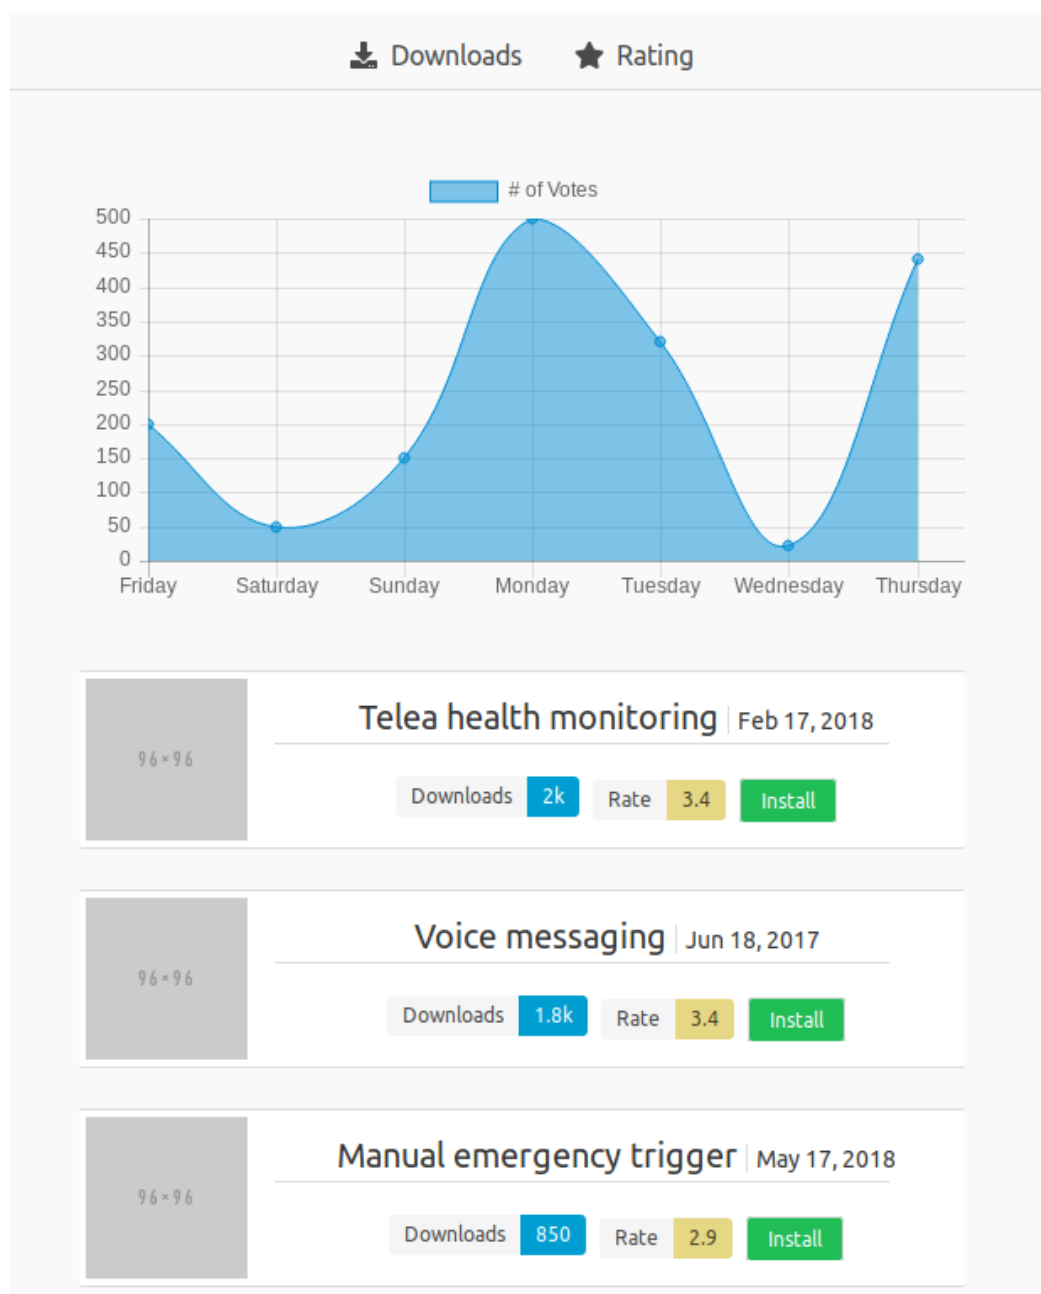 Downloads Rating
# of Votes
500
450
400
350
300
250
200
150
100
50
0
Friday Saturday Sunday Monday Tuesday Wednesday Thursday
96×96
Telea health monitoring Feb 17, 2018
Downloads 2k Rate 3.4 Install
96×96
Voice messaging Jun 18, 2017
Downloads 1.8k Rate 3.4 Install
96×96
Manual emergency trigger May 17, 2018
Downloads 850 Rate 2.9 Install